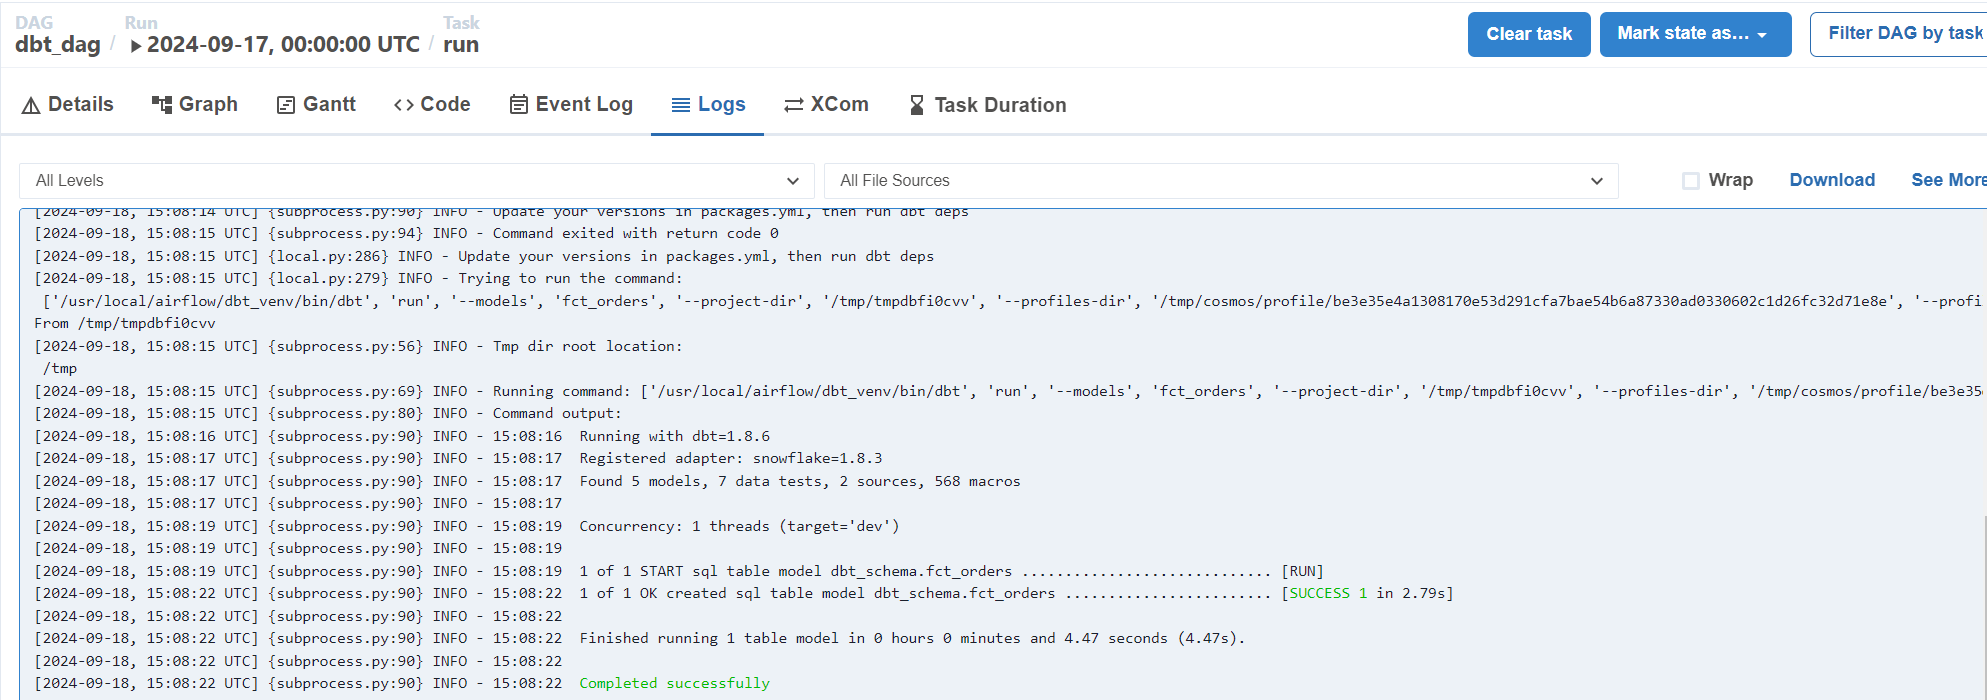 DAG Run Task
dbt_dag / 2024-09-17, 00:00:00 UTC / run
Clear task Mark state as... Filter DAG by task
Details Graph Gantt Code Event Log Logs XCom Task Duration
All Levels All File Sources Wrap Download See More
[2024-09-18, 15:08:14 UTC] {subprocess.py:90} INFO - Update your versions in packages.yml, then run dbt deps
[2024-09-18, 15:08:15 UTC] {subprocess.py:94} INFO - Command exited with return code 0
[2024-09-18, 15:08:15 UTC] {local.py:286} INFO - Update your versions in packages.yml, then run dbt deps
[2024-09-18, 15:08:15 UTC] {local.py:279} INFO - Trying to run the command:
['/usr/local/airflow/dbt_venv/bin/dbt', 'run', '--models', 'fct_orders', '--project-dir', '/tmp/tmpdbfi0cvv', '--profiles-dir', '/tmp/cosmos/profile/be3e35e4a1308170e53d291cfa7bae54b6a87330ad0330602c1d26fc32d71e8e', '--profi
From /tmp/tmpdbfi0cvv
[2024-09-18, 15:08:15 UTC] {subprocess.py:56} INFO - Tmp dir root location:
/tmp
[2024-09-18, 15:08:15 UTC] {subprocess.py:69} INFO - Running command: ['/usr/local/airflow/dbt_venv/bin/dbt', 'run', '--models', 'fct_orders', '--project-dir', '/tmp/tmpdbfi0cvv', '--profiles-dir', '/tmp/cosmos/profile/be3e35
[2024-09-18, 15:08:15 UTC] {subprocess.py:80} INFO - Command output:
[2024-09-18, 15:08:16 UTC] {subprocess.py:90} INFO - 15:08:16 Running with dbt=1.8.6
[2024-09-18, 15:08:17 UTC] {subprocess.py:90} INFO - 15:08:17 Registered adapter: snowflake=1.8.3
[2024-09-18, 15:08:17 UTC] {subprocess.py:90} INFO - 15:08:17 Found 5 models, 7 data tests, 2 sources, 568 macros
[2024-09-18, 15:08:17 UTC] {subprocess.py:90} INFO - 15:08:17
[2024-09-18, 15:08:19 UTC] {subprocess.py:90} INFO - 15:08:19 Concurrency: 1 threads (target='dev')
[2024-09-18, 15:08:19 UTC] {subprocess.py:90} INFO - 15:08:19
[2024-09-18, 15:08:19 UTC] {subprocess.py:90} INFO - 15:08:19 1 of 1 START sql table model dbt_schema.fct_orders ............................. [RUN]
[2024-09-18, 15:08:22 UTC] {subprocess.py:90} INFO - 15:08:22 1 of 1 OK created sql table model dbt_schema.fct_orders ........................ [SUCCESS 1 in 2.79s]
[2024-09-18, 15:08:22 UTC] {subprocess.py:90} INFO - 15:08:22
[2024-09-18, 15:08:22 UTC] {subprocess.py:90} INFO - 15:08:22 Finished running 1 table model in 0 hours 0 minutes and 4.47 seconds (4.47s).
[2024-09-18, 15:08:22 UTC] {subprocess.py:90} INFO - 15:08:22
[2024-09-18, 15:08:22 UTC] {subprocess.py:90} INFO - 15:08:22 Completed successfully